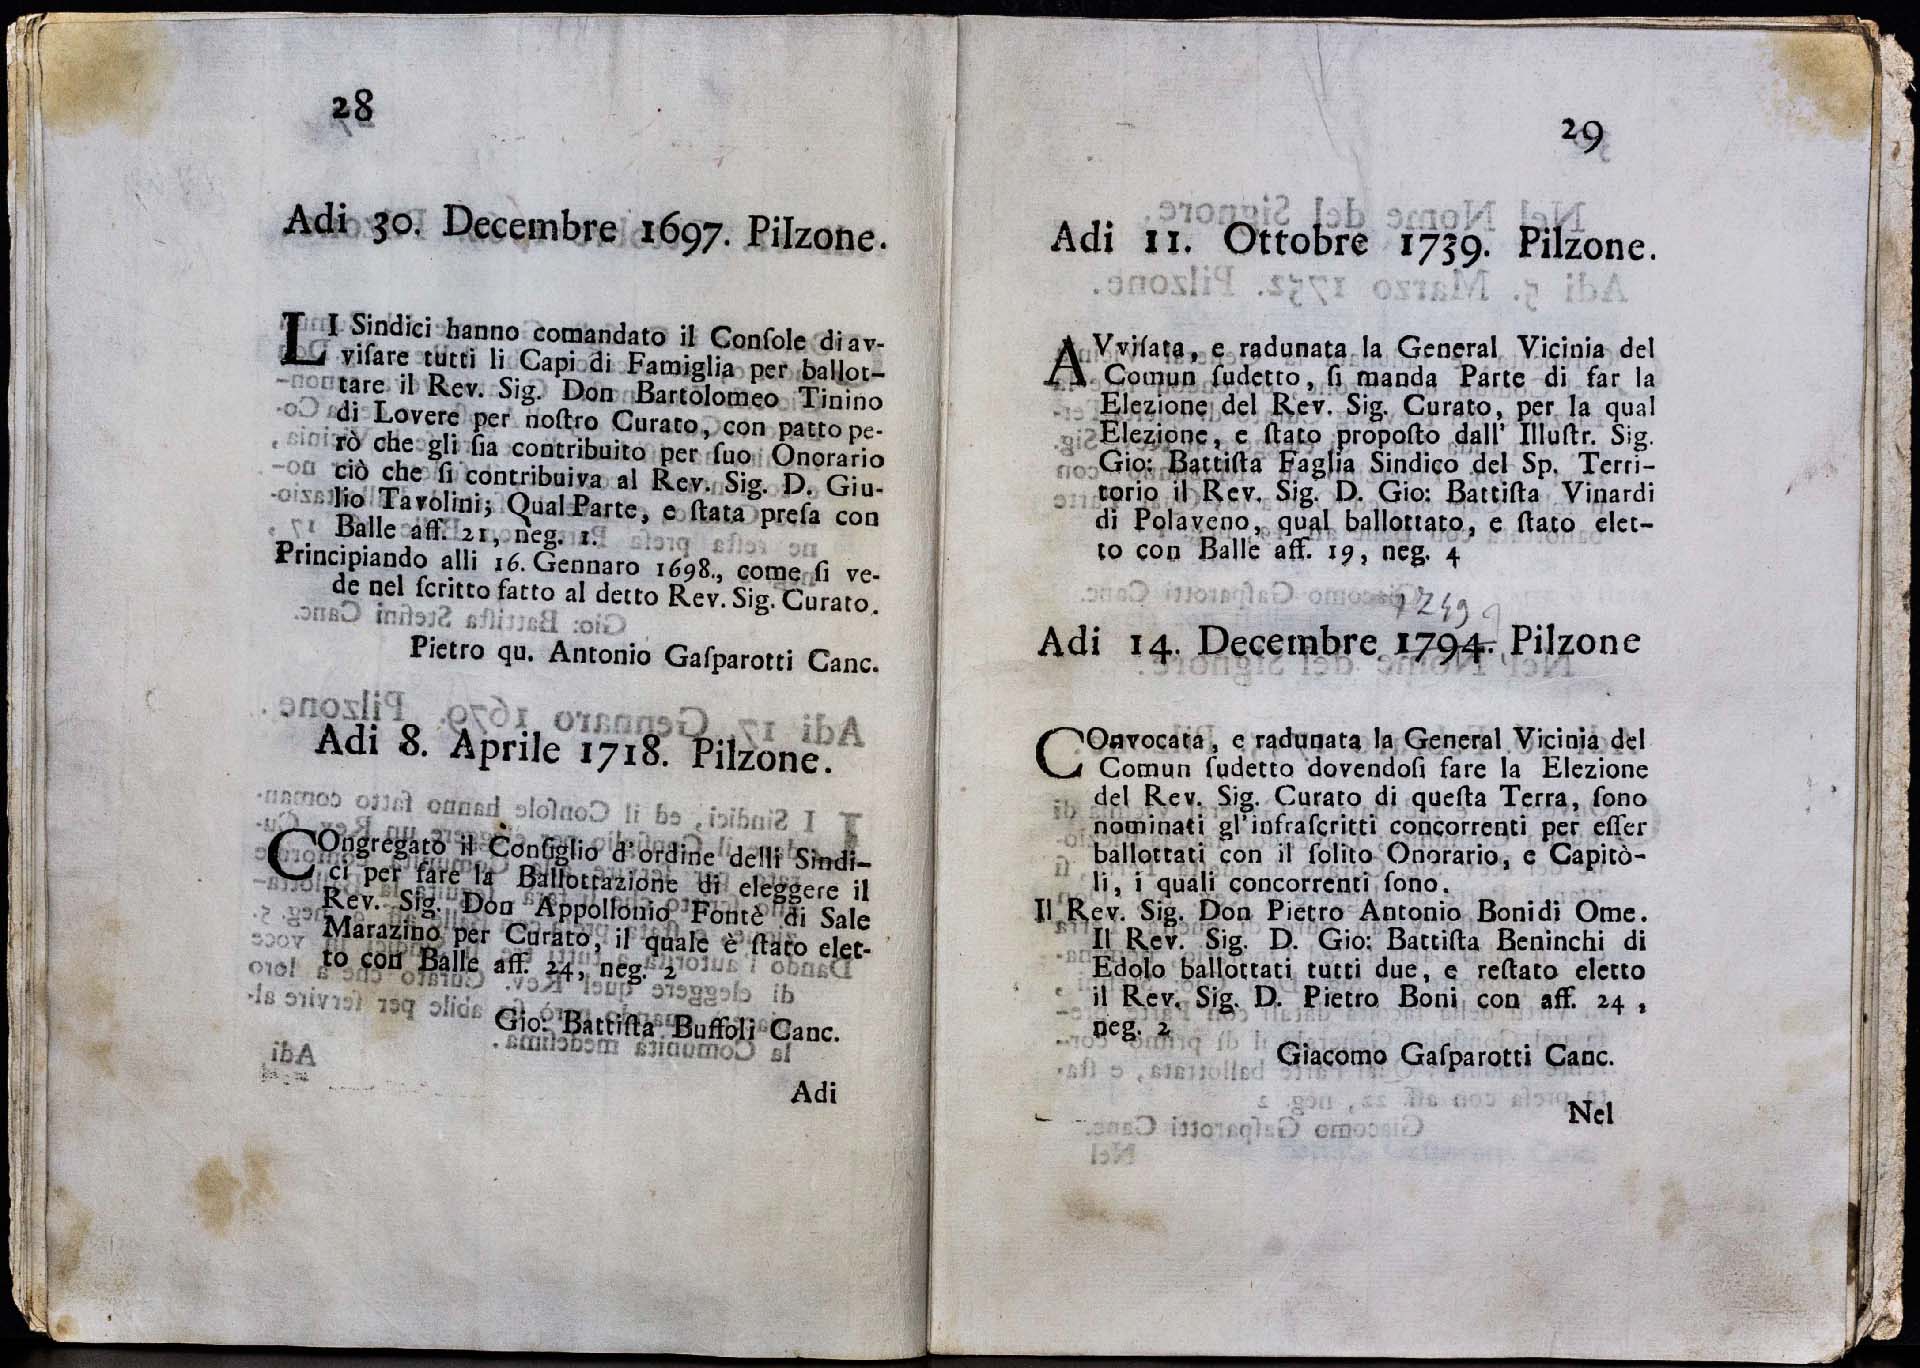 28
Adi 30. Decembre 1697. Pilzone.
LI Sindici hanno comandato il Conſole di av-
viſare tutti li Capi di Famiglia per ballot-
tare il Rev. Sig. Don Bartolomeo Tinino
di Lovere per noſtro Curato, con patto pe-
rò che gli ſia contribuito per ſuo Onorario
ciò che ſi contribuiva al Rev. Sig. D. Giu-
lio Tavolini; Qual Parte, e ſtata preſa con
Balle aff. 21, neg. 1.
Principiando alli 16. Gennaro 1698., come ſi ve-
de nel ſcritto fatto al detto Rev. Sig. Curato.
Pietro qu. Antonio Gaſparotti Canc.
Adi 8. Aprile 1718. Pilzone.
COngregato il Conſiglio d'ordine delli Sindi-
ci per fare la Ballottazione di eleggere il
Rev. Sig. Don Appollonio Fontè di Sale
Marazino per Curato, il quale è ſtato elet-
to con Balle aff. 24, neg. 2
Gio: Battiſta Buffoli Canc.
Adi
29
Adi 11. Ottobre 1739. Pilzone.
AVviſata, e radunata la General Vicinia del
Comun ſudetto, ſi manda Parte di far la
Elezione del Rev. Sig. Curato, per la qual
Elezione, e ſtato propoſto dall' Illuſtr. Sig.
Gio: Battiſta Faglia Sindico del Sp. Terri-
torio il Rev. Sig. D. Gio: Battiſta Vinardi
di Polaveno, qual ballottato, e ſtato elet-
to con Balle aff. 19, neg. 4
Adi 14. Decembre 1794. Pilzone
COnvocata, e radunata la General Vicinia del
Comun ſudetto dovendoſi fare la Elezione
del Rev. Sig. Curato di queſta Terra, ſono
nominati gl'infraſcritti concorrenti per eſſer
ballottati con il ſolito Onorario, e Capitò-
li, i quali concorrenti ſono.
Il Rev. Sig. Don Pietro Antonio Bonidi Ome.
Il Rev. Sig. D. Gio: Battiſta Beninchi di
Edolo ballottati tutti due, e reſtato eletto
il Rev. Sig. D. Pietro Boni con aff. 24,
neg. 2
Giacomo Gaſparotti Canc.
Nel